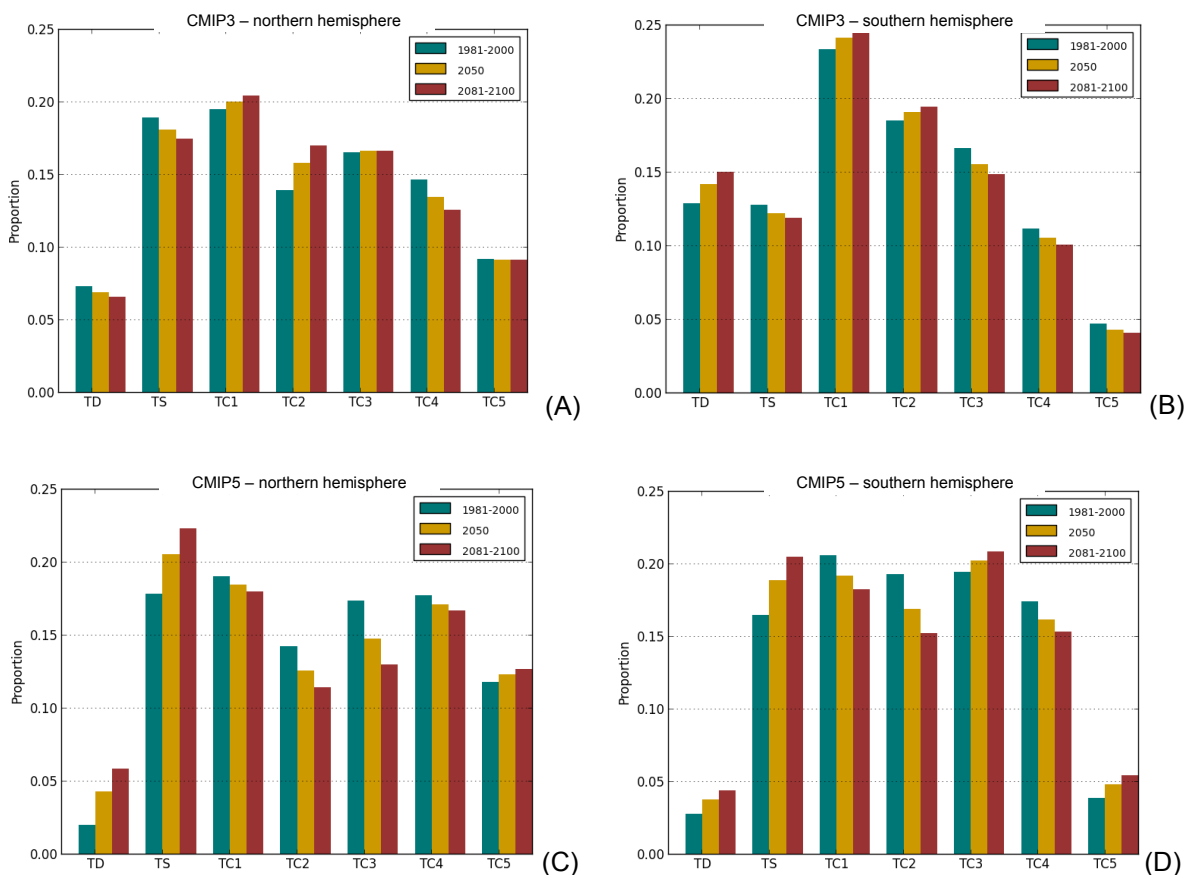 CMIP3 – northern hemisphere
0.25
0.20
0.15
0.10
0.05
0.00
Proportion
1981-2000
2050
2081-2100
TD TS TC1 TC2 TC3 TC4 TC5
(A)
CMIP3 – southern hemisphere
0.25
0.20
0.15
0.10
0.05
0.00
Proportion
1981-2000
2050
2081-2100
TD TS TC1 TC2 TC3 TC4 TC5
(B)
CMIP5 – northern hemisphere
0.25
0.20
0.15
0.10
0.05
0.00
Proportion
1981-2000
2050
2081-2100
TD TS TC1 TC2 TC3 TC4 TC5
(C)
CMIP5 – southern hemisphere
0.25
0.20
0.15
0.10
0.05
0.00
Proportion
1981-2000
2050
2081-2100
TD TS TC1 TC2 TC3 TC4 TC5
(D)